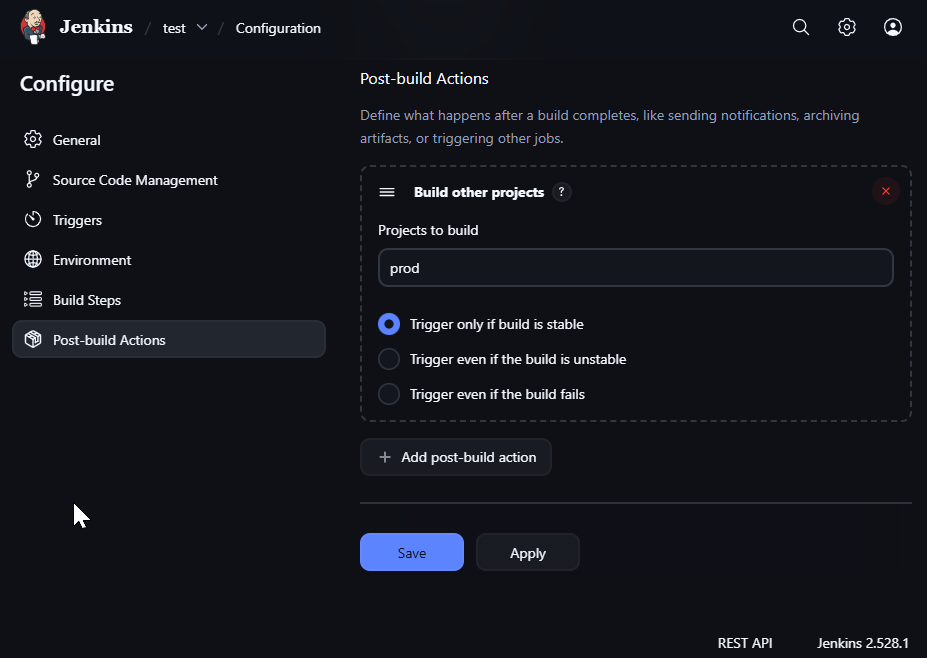 Jenkins / test / Configuration
Configure
General
Source Code Management
Triggers
Environment
Build Steps
Post-build Actions
Post-build Actions
Define what happens after a build completes, like sending notifications, archiving
artifacts, or triggering other jobs.
Build other projects ?
Projects to build
prod
Trigger only if build is stable
Trigger even if the build is unstable
Trigger even if the build fails
+ Add post-build action
Save Apply
REST API Jenkins 2.528.1